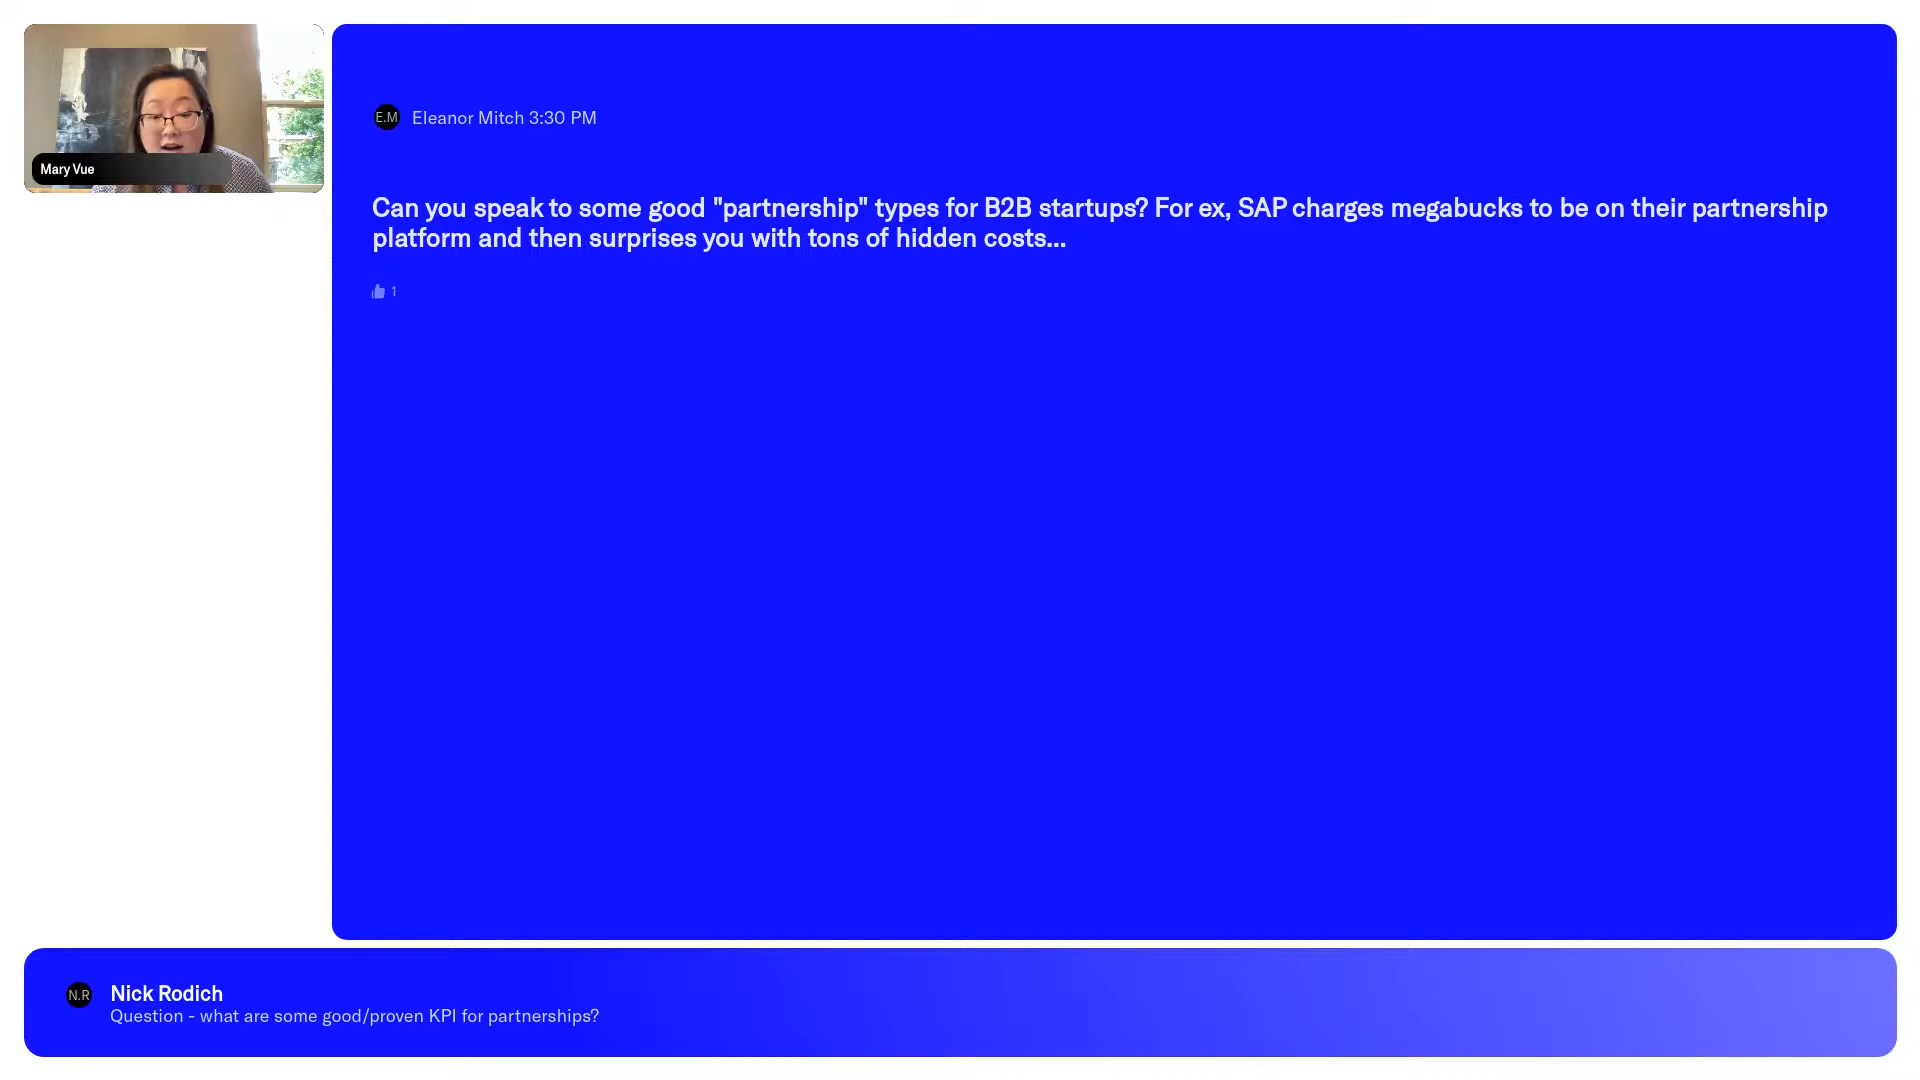 Mary Vue
E.M
Eleanor Mitch 3:30 PM
Can you speak to some good "partnership" types for B2B startups? For ex, SAP charges megabucks to be on their partnership
platform and then surprises you with tons of hidden costs...
1
N.R
Nick Rodich
Question - what are some good/proven KPI for partnerships?